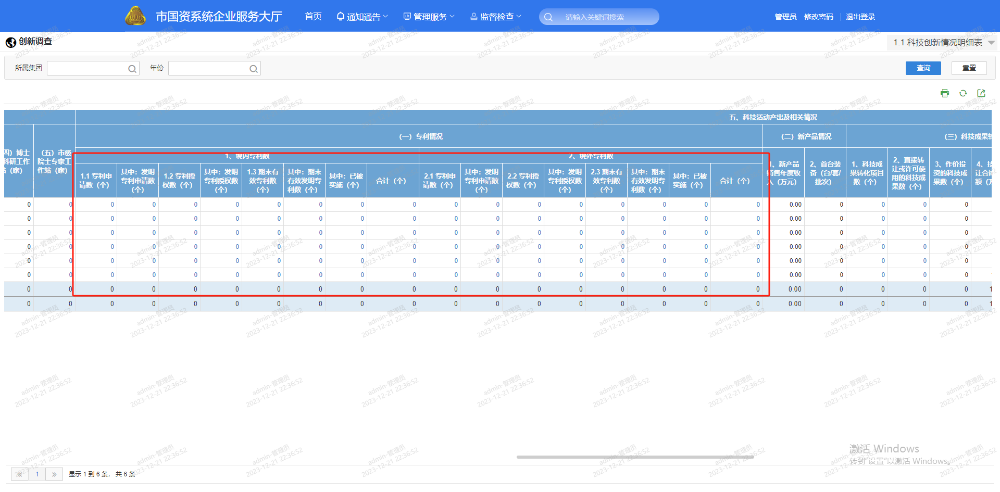 市国资系统企业服务大厅 首页 通知通告 管理服务 监督检查 请输入关键词搜索 管理员 修改密码 退出登录
创新调查 1.1 科技创新情况明细表
所属集团 年份 查询 重置
五、科技活动产出及相关情况
（一）专利情况 （二）新产品情况 （三）科技成果转
1、境内专利数 2、境外专利数
四）博士
科研工作
占（家）
（五）市级
院士专家工
作站（家）
1.1 专利申
请数（个）
其中：发明
专利申请数
（个）
1.2 专利授
权数（个）
其中：发明
专利授权数
（个）
1.3 期末有
效专利数
（个）
其中：期末
有效发明专
利数（个）
其中：已被
实施（个）
合计（个）
2.1 专利申
请数（个）
其中：发明
专利申请数
（个）
2.2 专利授
权数（个）
其中：发明
专利授权数
（个）
2.3 期末有
效专利数
（个）
其中：期末
有效发明专
利数（个）
其中：已被
实施（个）
合计（个）
1、新产品
销售年度收
入（万元）
2、首台装
备（台/套/
批次）
1、科技成
果转化项目
数（个）
2、直接转
让或许可使
用的科技成
果数（个）
3、作价投
资的科技成
果数（个）
4、技
让合同
额（万
0 0 0 0 0 0 0 0 0 0 0 0 0 0 0 0 0 0 0.00 0 0 0 0
0 0 0 0 0 0 0 0 0 0 0 0 0 0 0 0 0 0 0.00 0 0 0 0
0 0 0 0 0 0 0 0 0 0 0 0 0 0 0 0 0 0 0.00 0 0 0 0
0 0 0 0 0 0 0 0 0 0 0 0 0 0 0 0 0 0 0.00 0 0 0 0
0 0 0 0 0 0 0 0 0 0 0 0 0 0 0 0 0 0 0.00 0 0 0 0
0 0 0 0 0 0 0 0 0 0 0 0 0 0 0 0 0 0 0.00 0 0 0 0
0 0 0 0 0 0 0 0 0 0 0 0 0 0 0 0 0 0 0.00 0 0 0 0 1
0 0 0 0 0 0 0 0 0 0 0 0 0 0 0 0 0 0 0.00 0 0 0 0 1
admin-管理员
2023-12-21 22:36:52
激活 Windows
转到"设置"以激活 Windows。
« 1 » 显示 1 到 6 条， 共 6 条